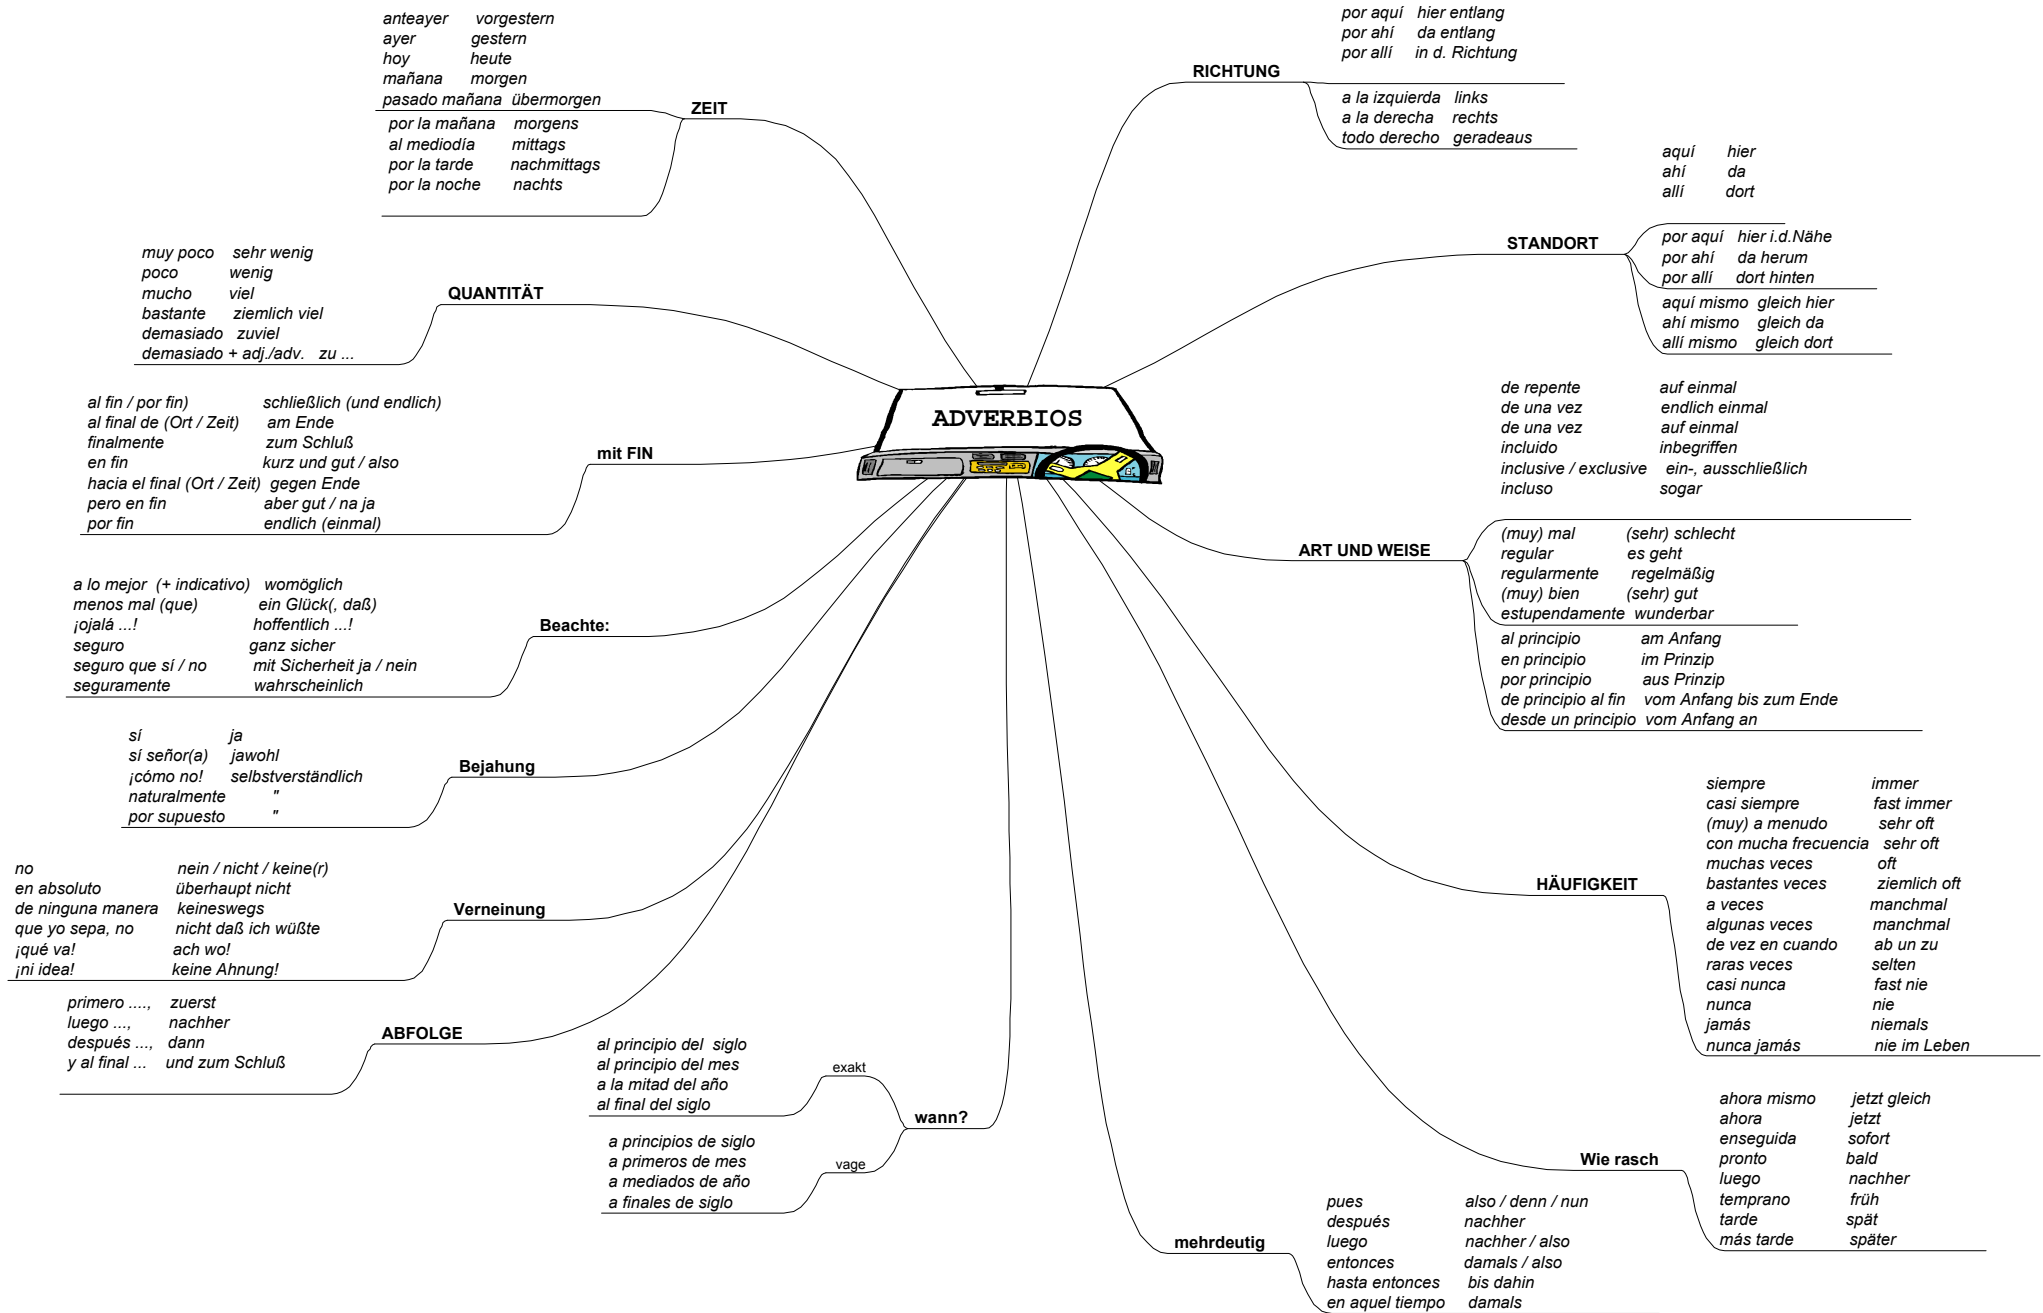 ADVERBIOS
ZEIT
anteayer vorgestern
ayer gestern
hoy heute
mañana morgen
pasado mañana übermorgen
por la mañana morgens
al mediodía mittags
por la tarde nachmittags
por la noche nachts
QUANTITÄT
muy poco sehr wenig
poco wenig
mucho viel
bastante ziemlich viel
demasiado zuviel
demasiado + adj./adv. zu ...
mit FIN
al fin / por fin) schließlich (und endlich)
al final de (Ort / Zeit) am Ende
finalmente zum Schluß
en fin kurz und gut / also
hacia el final (Ort / Zeit) gegen Ende
pero en fin aber gut / na ja
por fin endlich (einmal)
Beachte:
a lo mejor (+ indicativo) womöglich
menos mal (que) ein Glück(, daß)
¡ojalá ...! hoffentlich ...!
seguro ganz sicher
seguro que sí / no mit Sicherheit ja / nein
seguramente wahrscheinlich
Bejahung
sí ja
sí señor(a) jawohl
¡cómo no! selbstverständlich
naturalmente "
por supuesto "
Verneinung
no nein / nicht / keine(r)
en absoluto überhaupt nicht
de ninguna manera keineswegs
que yo sepa, no nicht daß ich wüßte
¡qué va! ach wo!
¡ni idea! keine Ahnung!
ABFOLGE
primero ...., zuerst
luego ..., nachher
después ..., dann
y al final ... und zum Schluß
wann?
exakt
al principio del siglo
al principio del mes
a la mitad del año
al final del siglo
vage
a principios de siglo
a primeros de mes
a mediados de año
a finales de siglo
RICHTUNG
por aquí hier entlang
por ahí da entlang
por allí in d. Richtung
a la izquierda links
a la derecha rechts
todo derecho geradeaus
STANDORT
aquí hier
ahí da
allí dort
por aquí hier i.d.Nähe
por ahí da herum
por allí dort hinten
aquí mismo gleich hier
ahí mismo gleich da
allí mismo gleich dort
ART UND WEISE
de repente auf einmal
de una vez endlich einmal
de una vez auf einmal
incluido inbegriffen
inclusive / exclusive ein-, ausschließlich
incluso sogar
(muy) mal (sehr) schlecht
regular es geht
regularmente regelmäßig
(muy) bien (sehr) gut
estupendamente wunderbar
al principio am Anfang
en principio im Prinzip
por principio aus Prinzip
de principio al fin vom Anfang bis zum Ende
desde un principio vom Anfang an
HÄUFIGKEIT
siempre immer
casi siempre fast immer
(muy) a menudo sehr oft
con mucha frecuencia sehr oft
muchas veces oft
bastantes veces ziemlich oft
a veces manchmal
algunas veces manchmal
de vez en cuando ab un zu
raras veces selten
casi nunca fast nie
nunca nie
jamás niemals
nunca jamás nie im Leben
Wie rasch
ahora mismo jetzt gleich
ahora jetzt
enseguida sofort
pronto bald
luego nachher
temprano früh
tarde spät
más tarde später
mehrdeutig
pues also / denn / nun
después nachher
luego nachher / also
entonces damals / also
hasta entonces bis dahin
en aquel tiempo damals